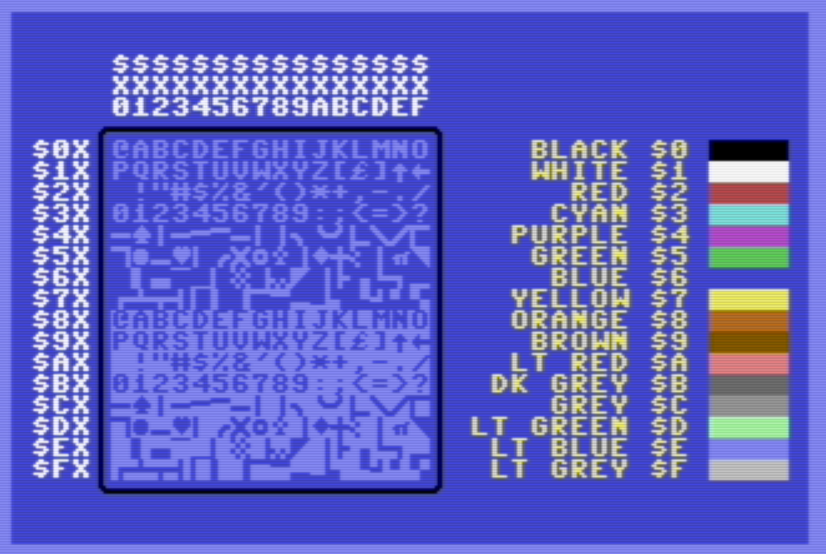 $$$$$$$$$$$$$$$$
XXXXXXXXXXXXXXXX
0123456789ABCDEF
$0X @ABCDEFGHIJKLMNO BLACK $0
$1X PQRSTUVWXYZ[£]↑← WHITE $1
$2X !"#$%&'()*+,-./ RED $2
$3X 0123456789:;<=>? CYAN $3
$4X PURPLE $4
$5X GREEN $5
$6X BLUE $6
$7X YELLOW $7
$8X @ABCDEFGHIJKLMNO ORANGE $8
$9X PQRSTUVWXYZ[£]↑← BROWN $9
$AX !"#$%&'()*+,-./ LT RED $A
$BX 0123456789:;<=>? DK GREY $B
$CX GREY $C
$DX LT GREEN $D
$EX LT BLUE $E
$FX LT GREY $F